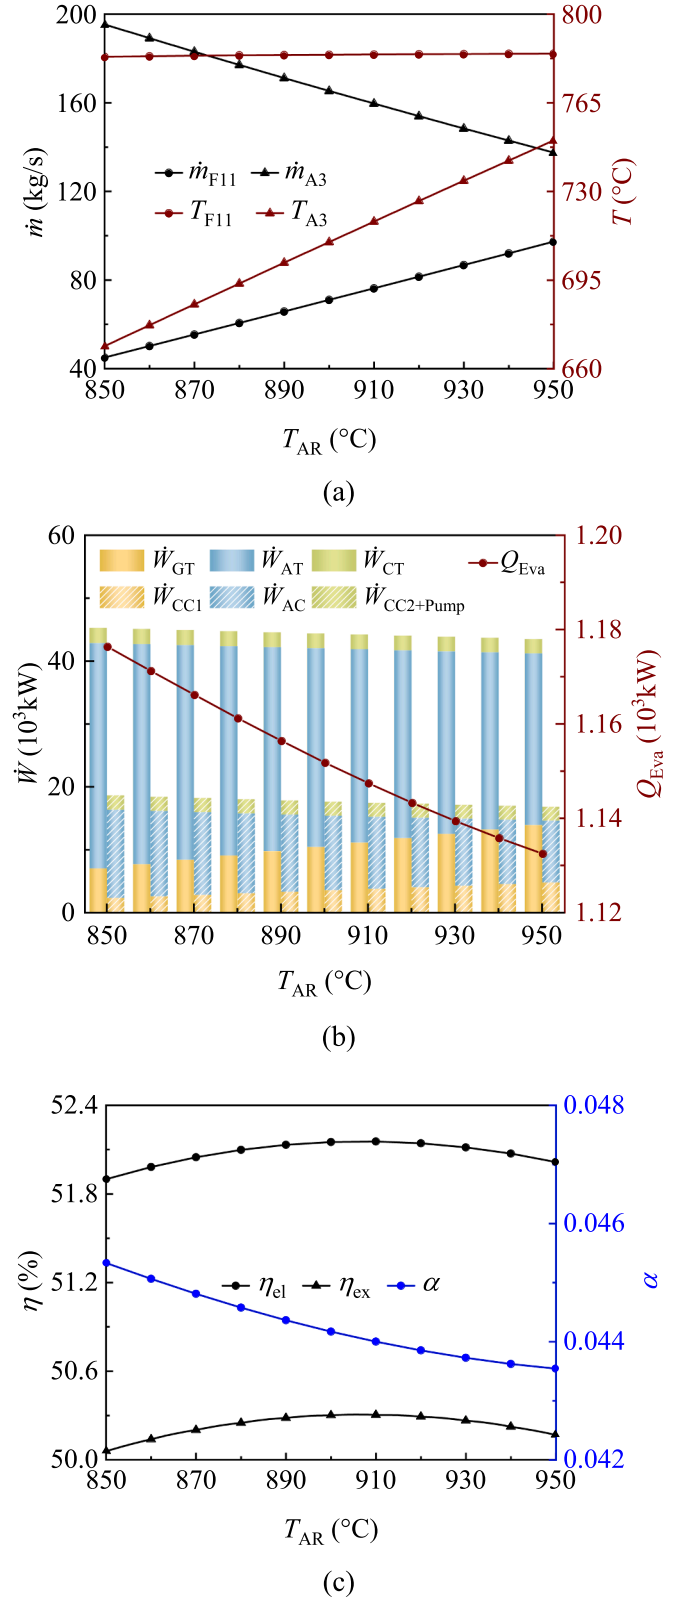 200
160
120
80
40
ṁ (kg/s)
800
765
730
695
660
T (°C)
ṁF11 ṁA3
TF11 TA3
850 870 890 910 930 950
TAR (°C)
(a)
60
40
20
0
Ẇ (10³kW)
1.20
1.18
1.16
1.14
1.12
QEva (10³kW)
ẆGT ẆAT ẆCT QEva
ẆCC1 ẆAC ẆCC2+Pump
850 870 890 910 930 950
TAR (°C)
(b)
52.4
51.8
51.2
50.6
50.0
η (%)
0.048
0.046
0.044
0.042
α
ηel ηex α
850 870 890 910 930 950
TAR (°C)
(c)